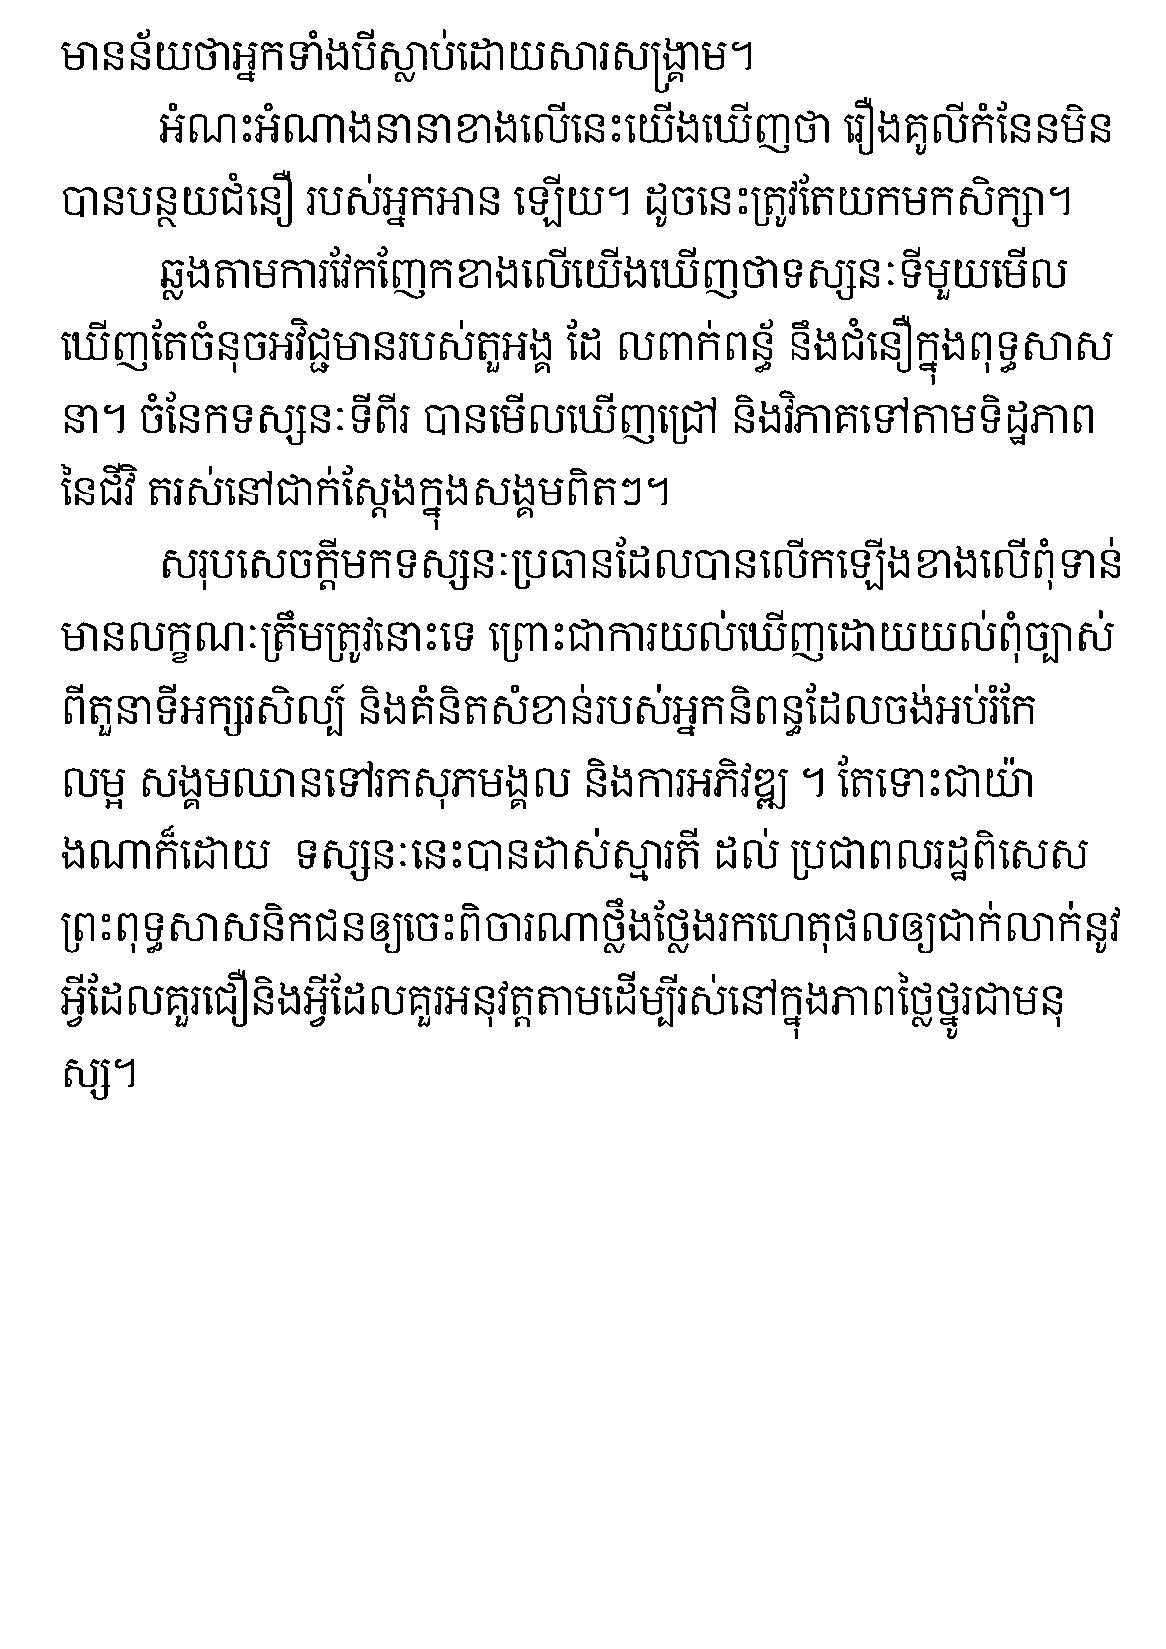 មានន័យថាអ្នកទាំងបីស្លាប់ដោយសារសង្គ្រាម។
អំណះអំណាងនានាខាងលើនេះយើងឃើញថា រឿងគូលីកំនែនមិន
បានបន្ថយជំនឿ របស់អ្នកអាន ឡើយ។ ដូចនេះត្រូវតែយកមកសិក្សា។
ឆ្លងតាមការវែកញែកខាងលើយើងឃើញថាទស្សនៈទីមួយមើល
ឃើញតែចំនុចអវិជ្ជមានរបស់តួអង្គ ដែ លពាក់ពន្ធ័ នឹងជំនឿក្នុងពុទ្ធសាស
នា។ ចំនែកទស្សនៈទីពីរ បានមើលឃើញជ្រៅ និងវិភាគទៅតាមទិដ្ឋភាព
នៃជីវិ តរស់នៅជាក់ស្តែងក្នុងសង្គមពិតៗ។
សរុបសេចក្តីមកទស្សនៈប្រធានដែលបានលើកឡើងខាងលើពុំទាន់
មានលក្ខណៈត្រឹមត្រូវនោះទេ ព្រោះជាការយល់ឃើញដោយយល់ពុំច្បាស់
ពីតួនាទីអក្សរសិល្ប៍ និងគំនិតសំខាន់របស់អ្នកនិពន្ធដែលចង់អប់រំកែ
លម្អ សង្គមឈានទៅរកសុភមង្គល និងការអភិវឌ្ឍ ។ តែទោះជាយ៉ា
ងណាក៏ដោយ  ទស្សនៈនេះបានដាស់ស្មារតី ដល់ ប្រជាពលរដ្ឋពិសេស
ព្រះពុទ្ធសាសនិកជនឲ្យចេះពិចារណាថ្លឹងថ្លែងរកហេតុផលឲ្យជាក់លាក់នូវ
អ្វីដែលគួរជឿនិងអ្វីដែលគួរអនុវត្តតាមដើម្បីរស់នៅក្នុងភាពថ្លៃថ្នូរជាមនុ
ស្ស។